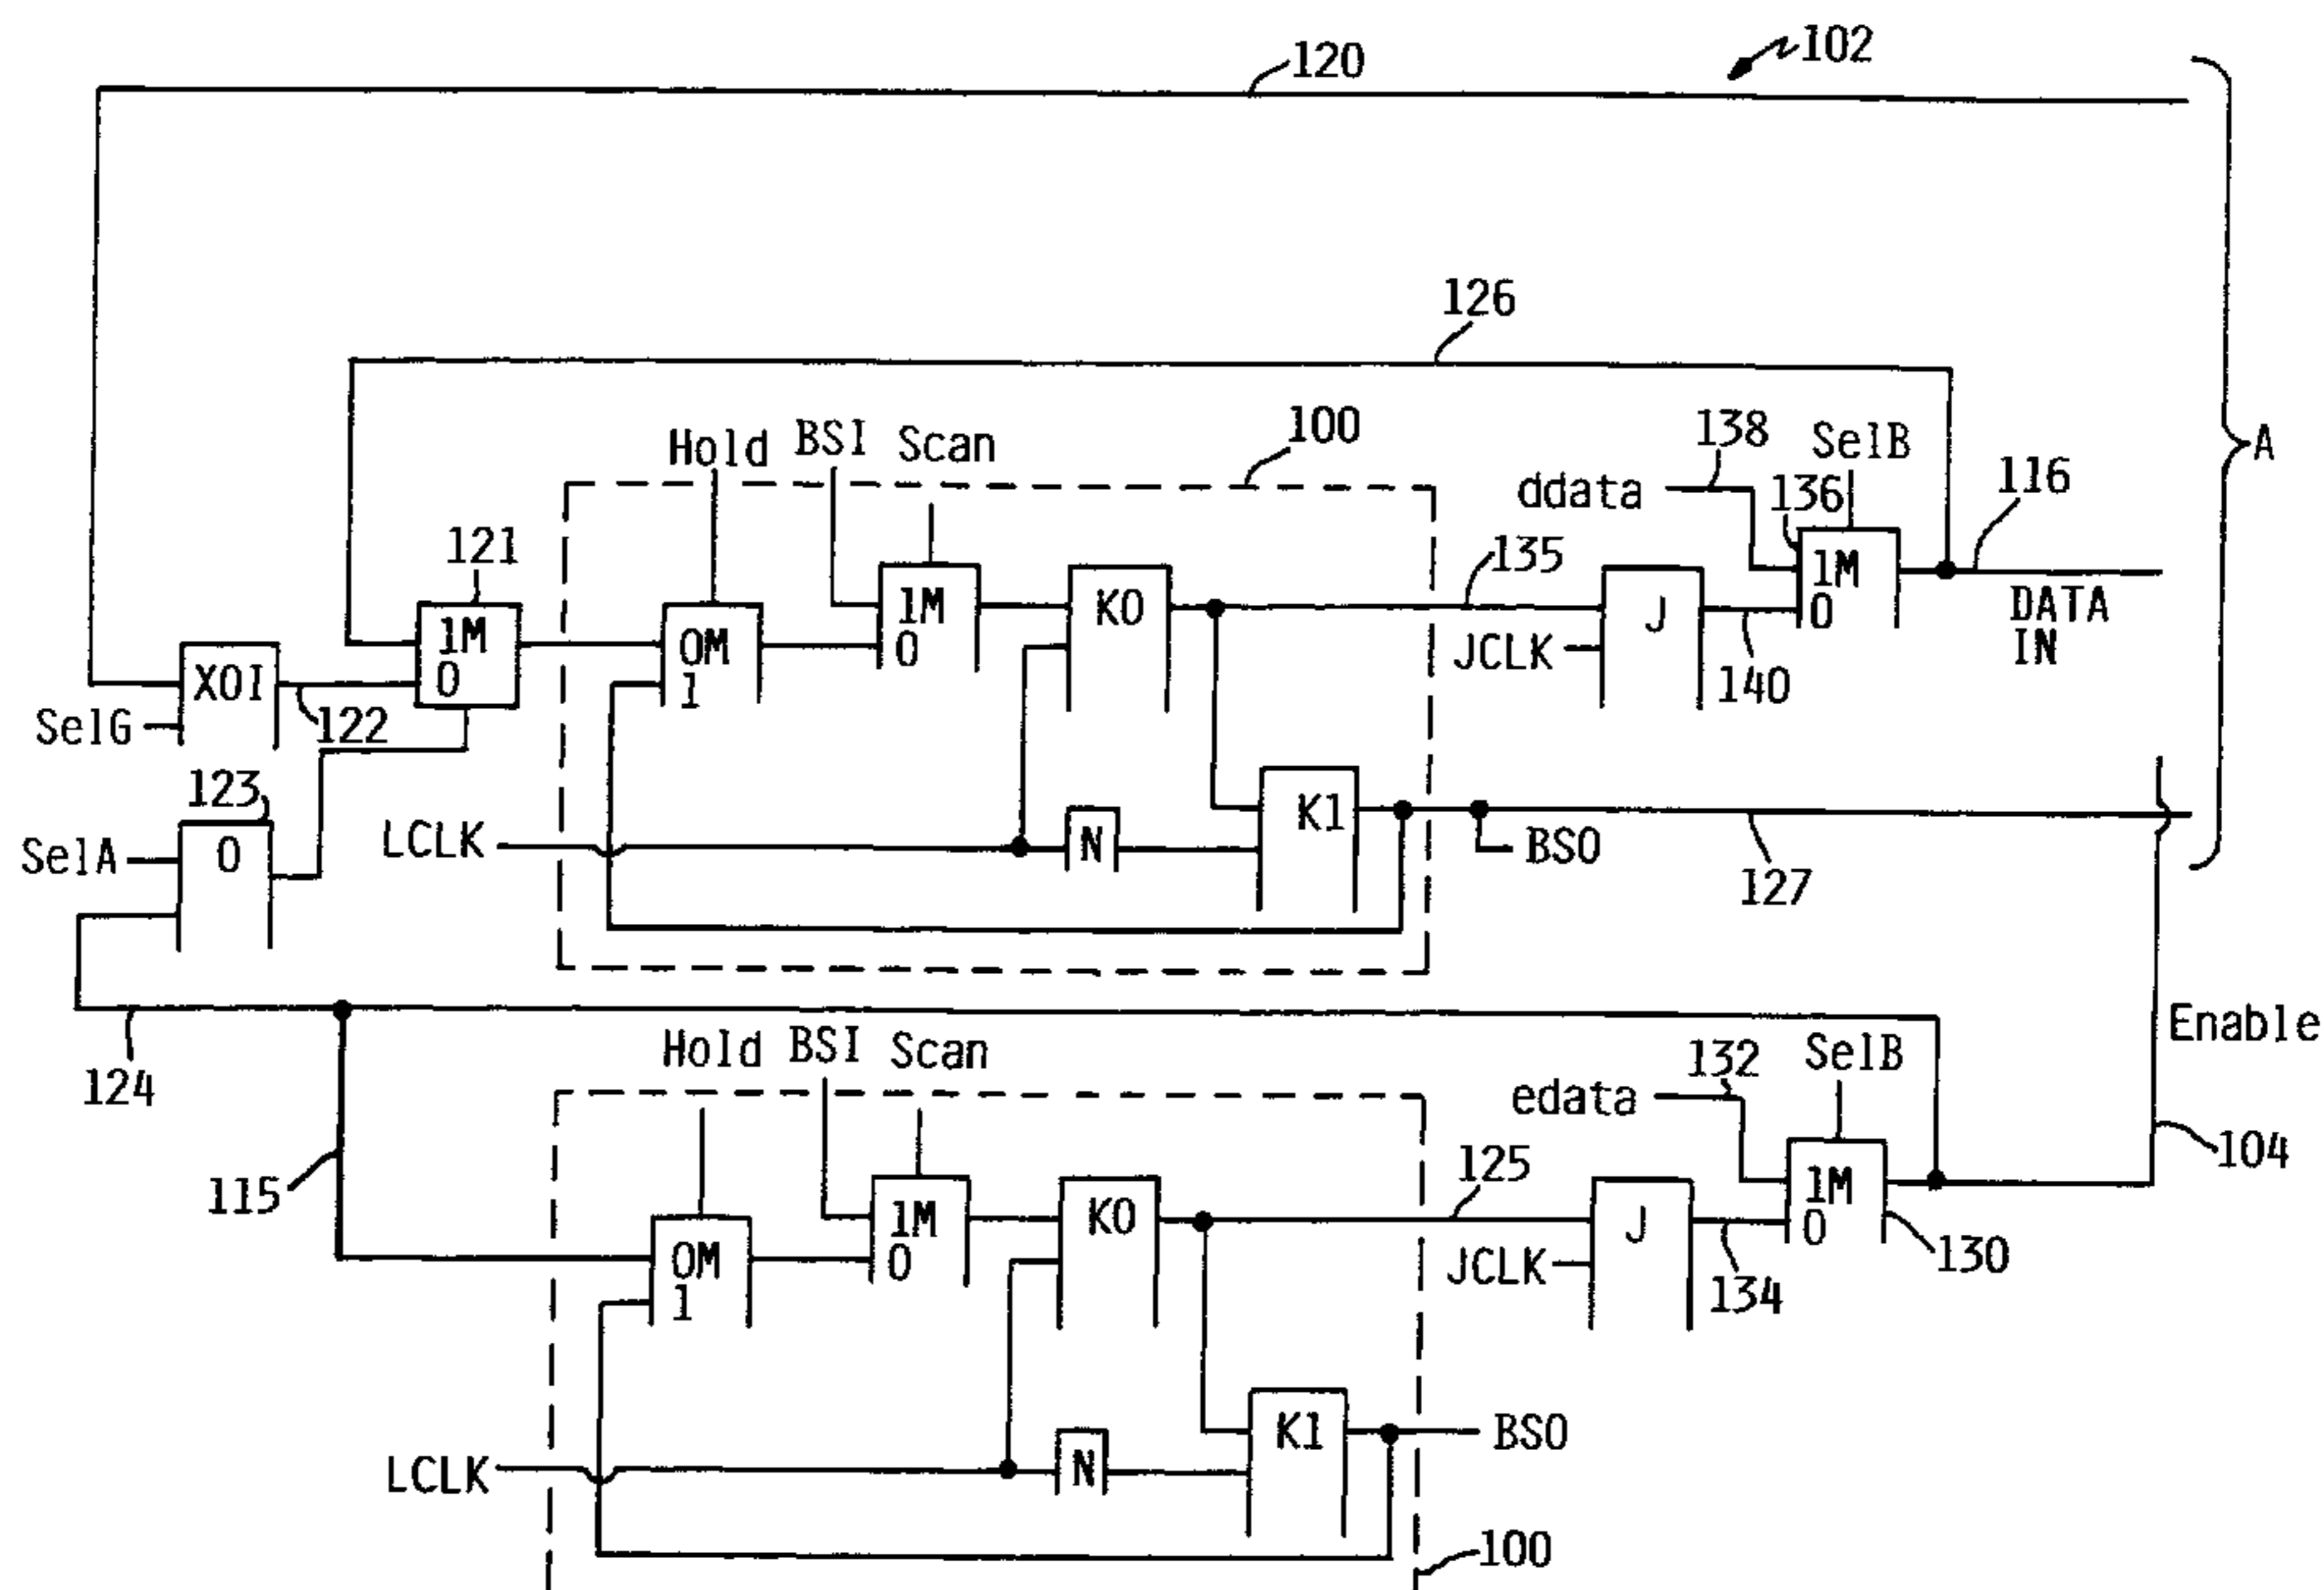 102
120
126
Hold BSI Scan
100
138
SelB
ddata
136
116
121
135
1M
0
XOI
SelG
122
0M
1
1M
0
K0
JCLK
J
140
1M
0
DATA
IN
A
123
SelA
O
LCLK
N
K1
BSO
127
124
Hold BSI Scan
132
SelB
Enable
edata
115
125
104
0M
1
1M
0
K0
JCLK
J
134
1M
0
130
LCLK
N
K1
BSO
100